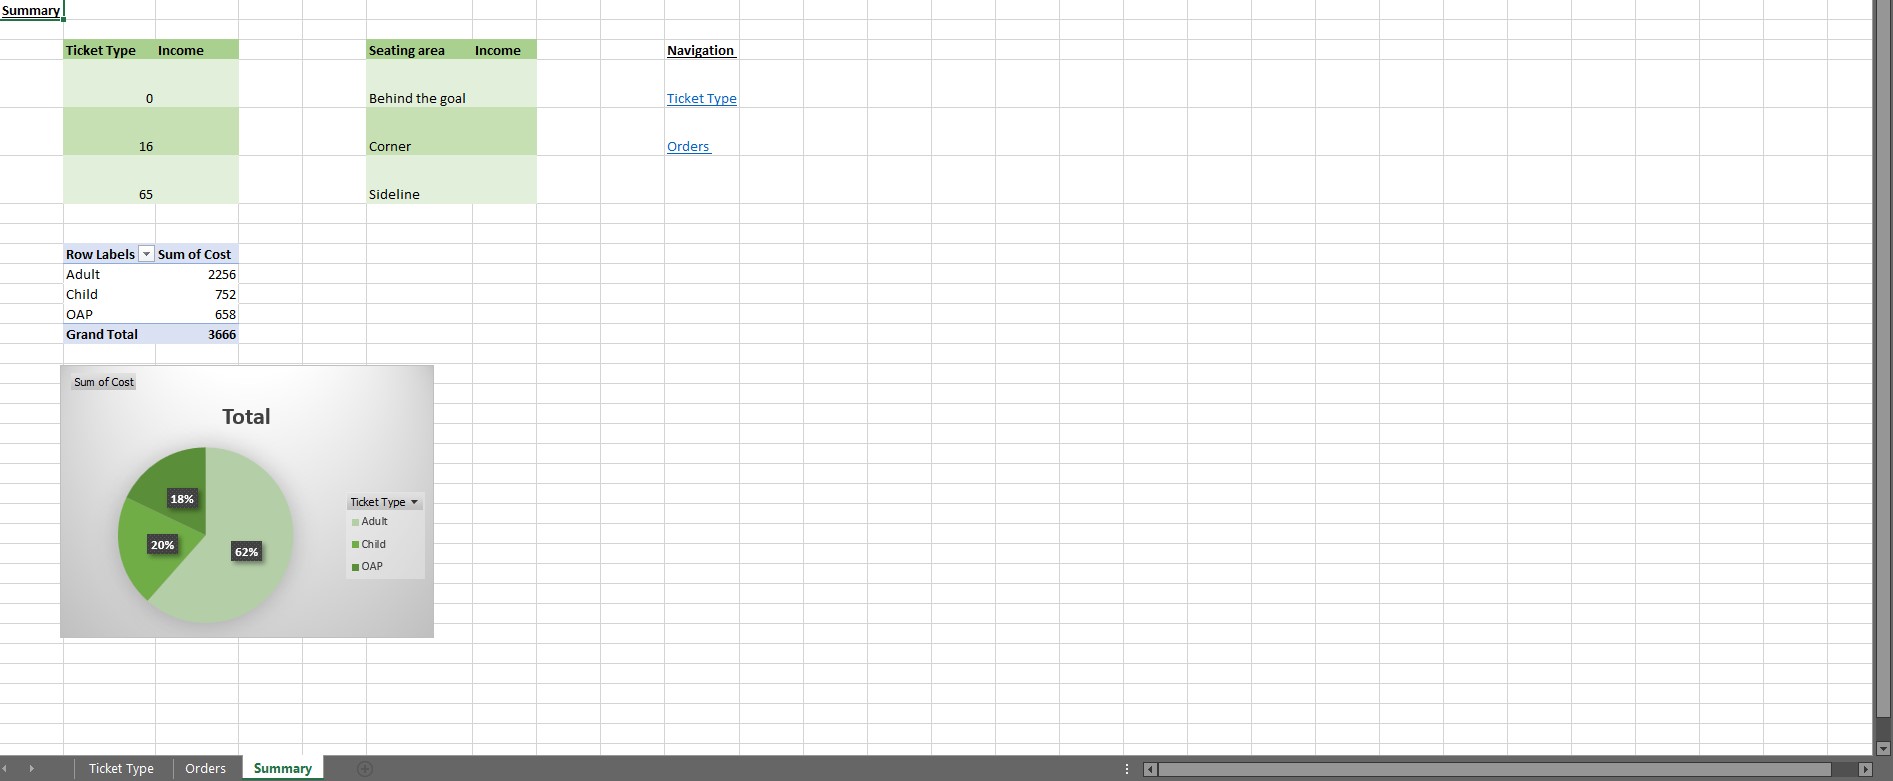 Summary
Ticket Type Income Seating area Income Navigation
0 Behind the goal Ticket Type
16 Corner Orders
65 Sideline
Row Labels Sum of Cost
Adult 2256
Child 752
OAP 658
Grand Total 3666
Sum of Cost
Total
18%
20%
62%
Ticket Type
Adult
Child
OAP
Ticket Type Orders Summary